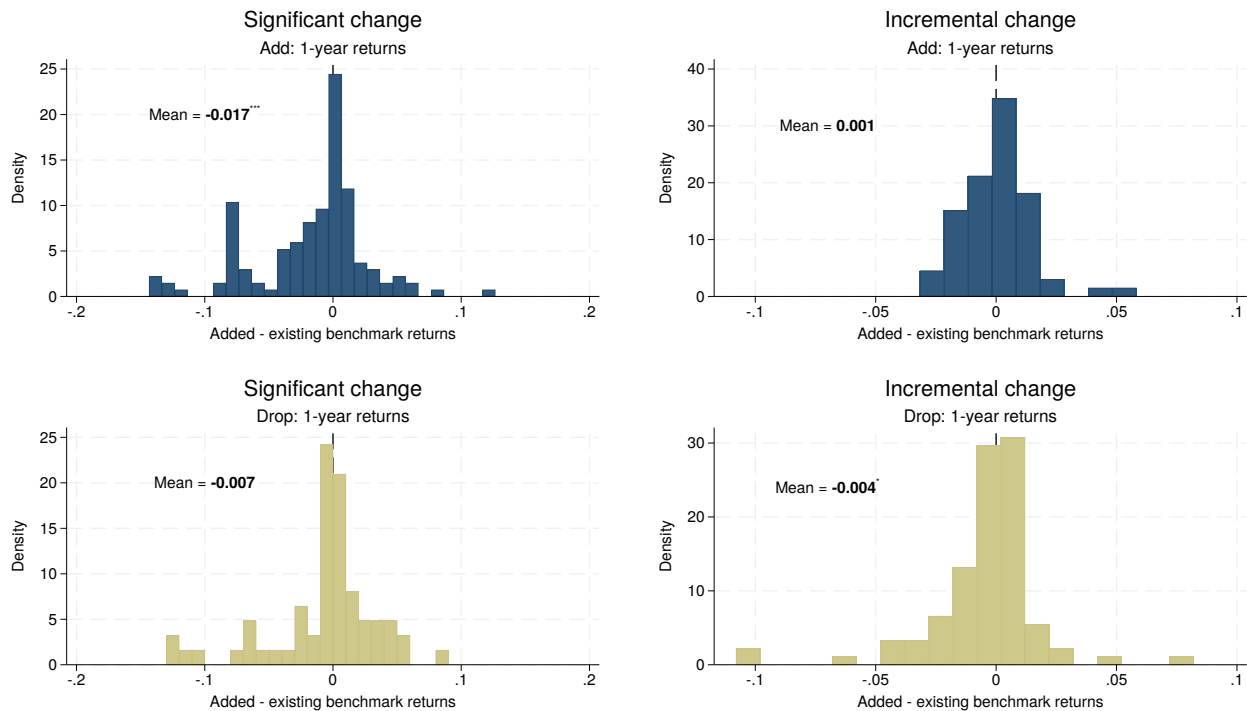 Significant change
Add: 1-year returns
Density
25
20
15
10
5
0
Mean = -0.017***
-.2 -.1 0 .1 .2
Added - existing benchmark returns
Incremental change
Add: 1-year returns
Density
40
30
20
10
0
Mean = 0.001
-.1 -.05 0 .05 .1
Added - existing benchmark returns
Significant change
Drop: 1-year returns
Density
25
20
15
10
5
0
Mean = -0.007
-.2 -.1 0 .1 .2
Added - existing benchmark returns
Incremental change
Drop: 1-year returns
Density
30
20
10
0
Mean = -0.004*
-.1 -.05 0 .05 .1
Added - existing benchmark returns